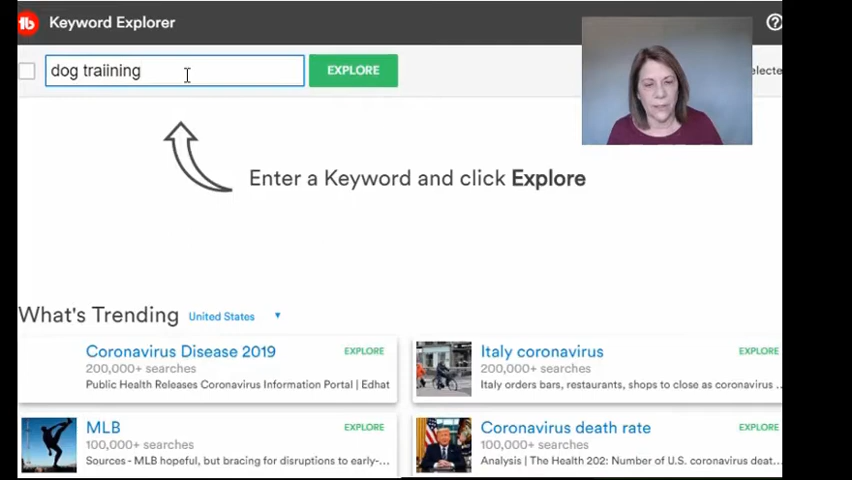 tb Keyword Explorer
dog traiining
EXPLORE
Enter a Keyword and click Explore
What's Trending United States
Coronavirus Disease 2019
EXPLORE
200,000+ searches
Public Health Releases Coronavirus Information Portal | Edhat
Italy coronavirus
EXPLORE
200,000+ searches
Italy orders bars, restaurants, shops to close as coronavirus ...
MLB
EXPLORE
100,000+ searches
Sources - MLB hopeful, but bracing for disruptions to early-...
Coronavirus death rate
EXPLORE
100,000+ searches
Analysis | The Health 202: Number of U.S. coronavirus deat...